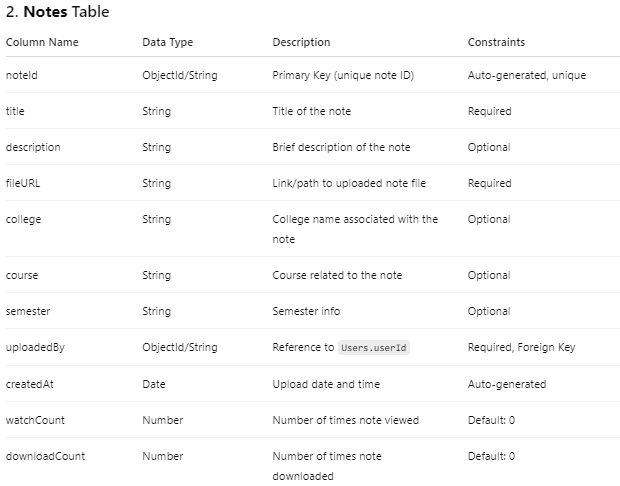 2. Notes Table
Column Name Data Type Description Constraints
noteId ObjectId/String Primary Key (unique note ID) Auto-generated, unique
title String Title of the note Required
description String Brief description of the note Optional
fileURL String Link/path to uploaded note file Required
college String College name associated with the note Optional
course String Course related to the note Optional
semester String Semester info Optional
uploadedBy ObjectId/String Reference to Users.userId Required, Foreign Key
createdAt Date Upload date and time Auto-generated
watchCount Number Number of times note viewed Default: 0
downloadCount Number Number of times note downloaded Default: 0